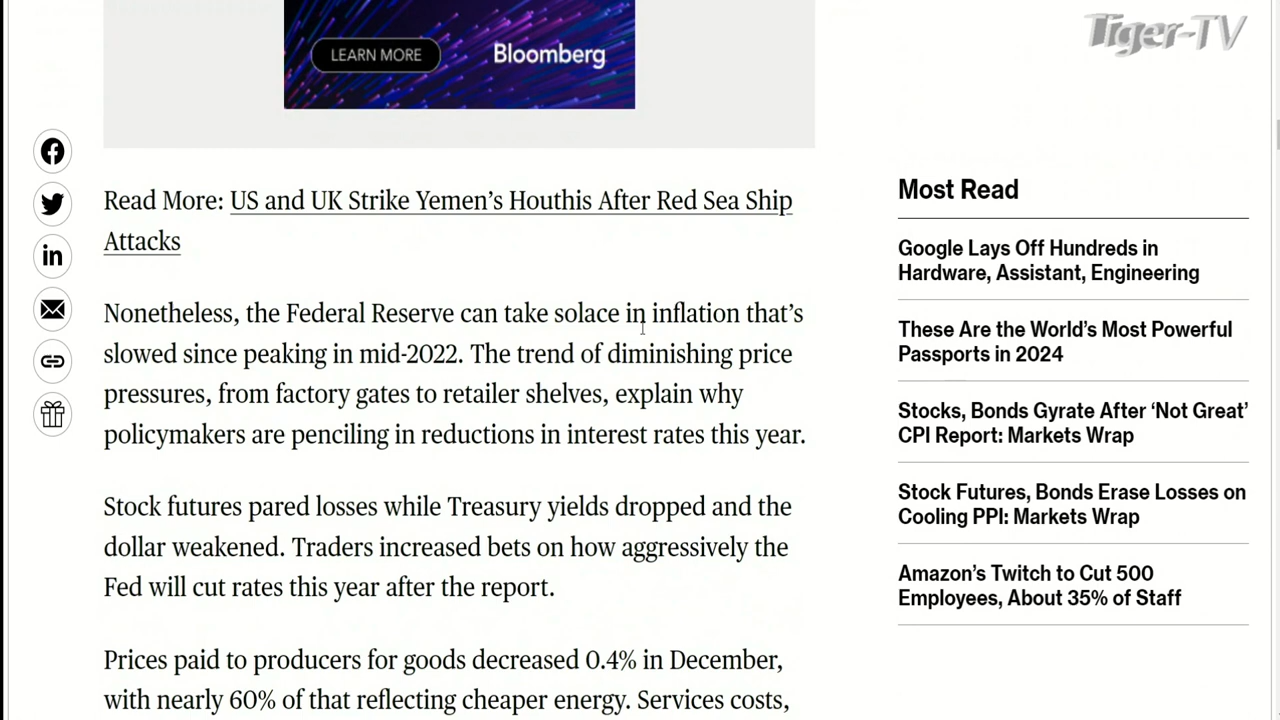 Tiger-TV
LEARN MORE
Bloomberg
Read More: US and UK Strike Yemen’s Houthis After Red Sea Ship
Attacks
Nonetheless, the Federal Reserve can take solace in inflation that’s
slowed since peaking in mid-2022. The trend of diminishing price
pressures, from factory gates to retailer shelves, explain why
policymakers are penciling in reductions in interest rates this year.
Stock futures pared losses while Treasury yields dropped and the
dollar weakened. Traders increased bets on how aggressively the
Fed will cut rates this year after the report.
Prices paid to producers for goods decreased 0.4% in December,
with nearly 60% of that reflecting cheaper energy. Services costs,
Most Read
Google Lays Off Hundreds in
Hardware, Assistant, Engineering
These Are the World’s Most Powerful
Passports in 2024
Stocks, Bonds Gyrate After ‘Not Great’
CPI Report: Markets Wrap
Stock Futures, Bonds Erase Losses on
Cooling PPI: Markets Wrap
Amazon’s Twitch to Cut 500
Employees, About 35% of Staff